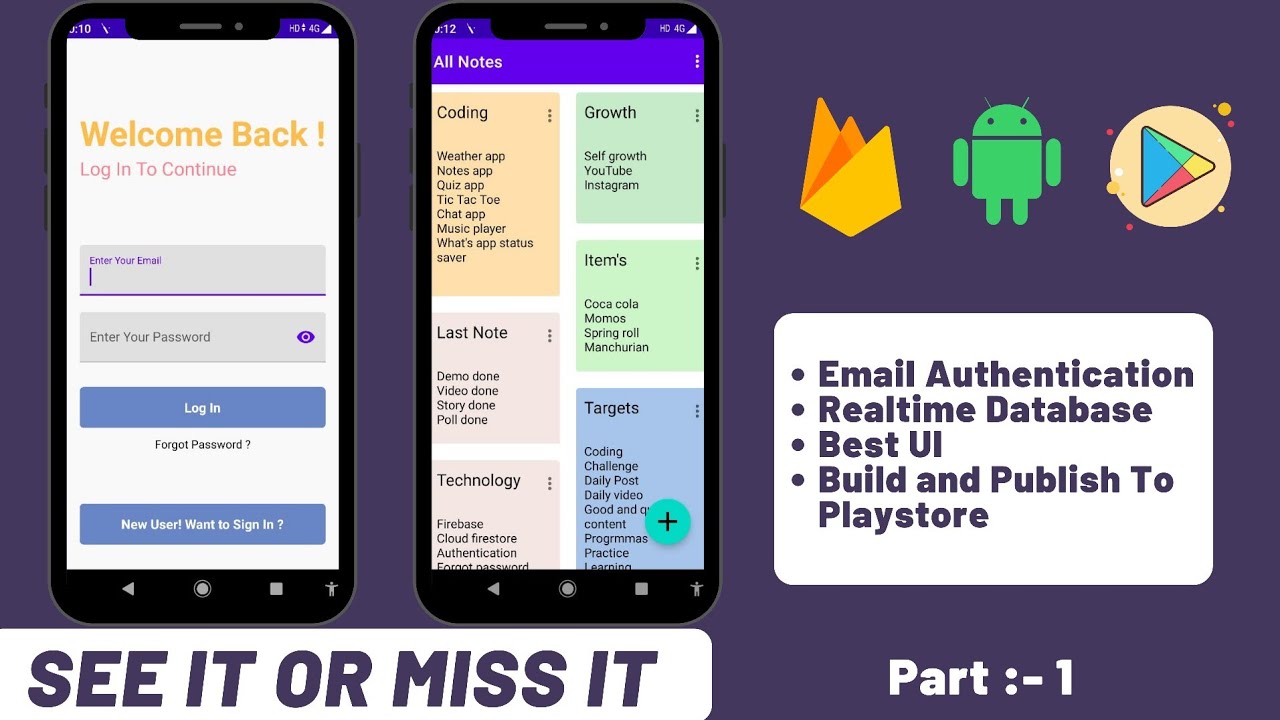 0:10
HD 4G
Welcome Back !
Log In To Continue
Enter Your Email
Enter Your Password
Log In
Forgot Password ?
New User! Want to Sign In ?
0:12
HD 4G
All Notes
Coding
Weather app
Notes app
Quiz app
Tic Tac Toe
Chat app
Music player
What's app status
saver
Last Note
Demo done
Video done
Story done
Poll done
Technology
Firebase
Cloud firestore
Authentication
Forgot password
Growth
Self growth
YouTube
Instagram
Item's
Coca cola
Momos
Spring roll
Manchurian
Targets
Coding
Challenge
Daily Post
Daily video
Good and
content
Progrmmas
Practice
Learning
+
• Email Authentication
• Realtime Database
• Best UI
• Build and Publish To
Playstore
SEE IT OR MISS IT
Part :- 1